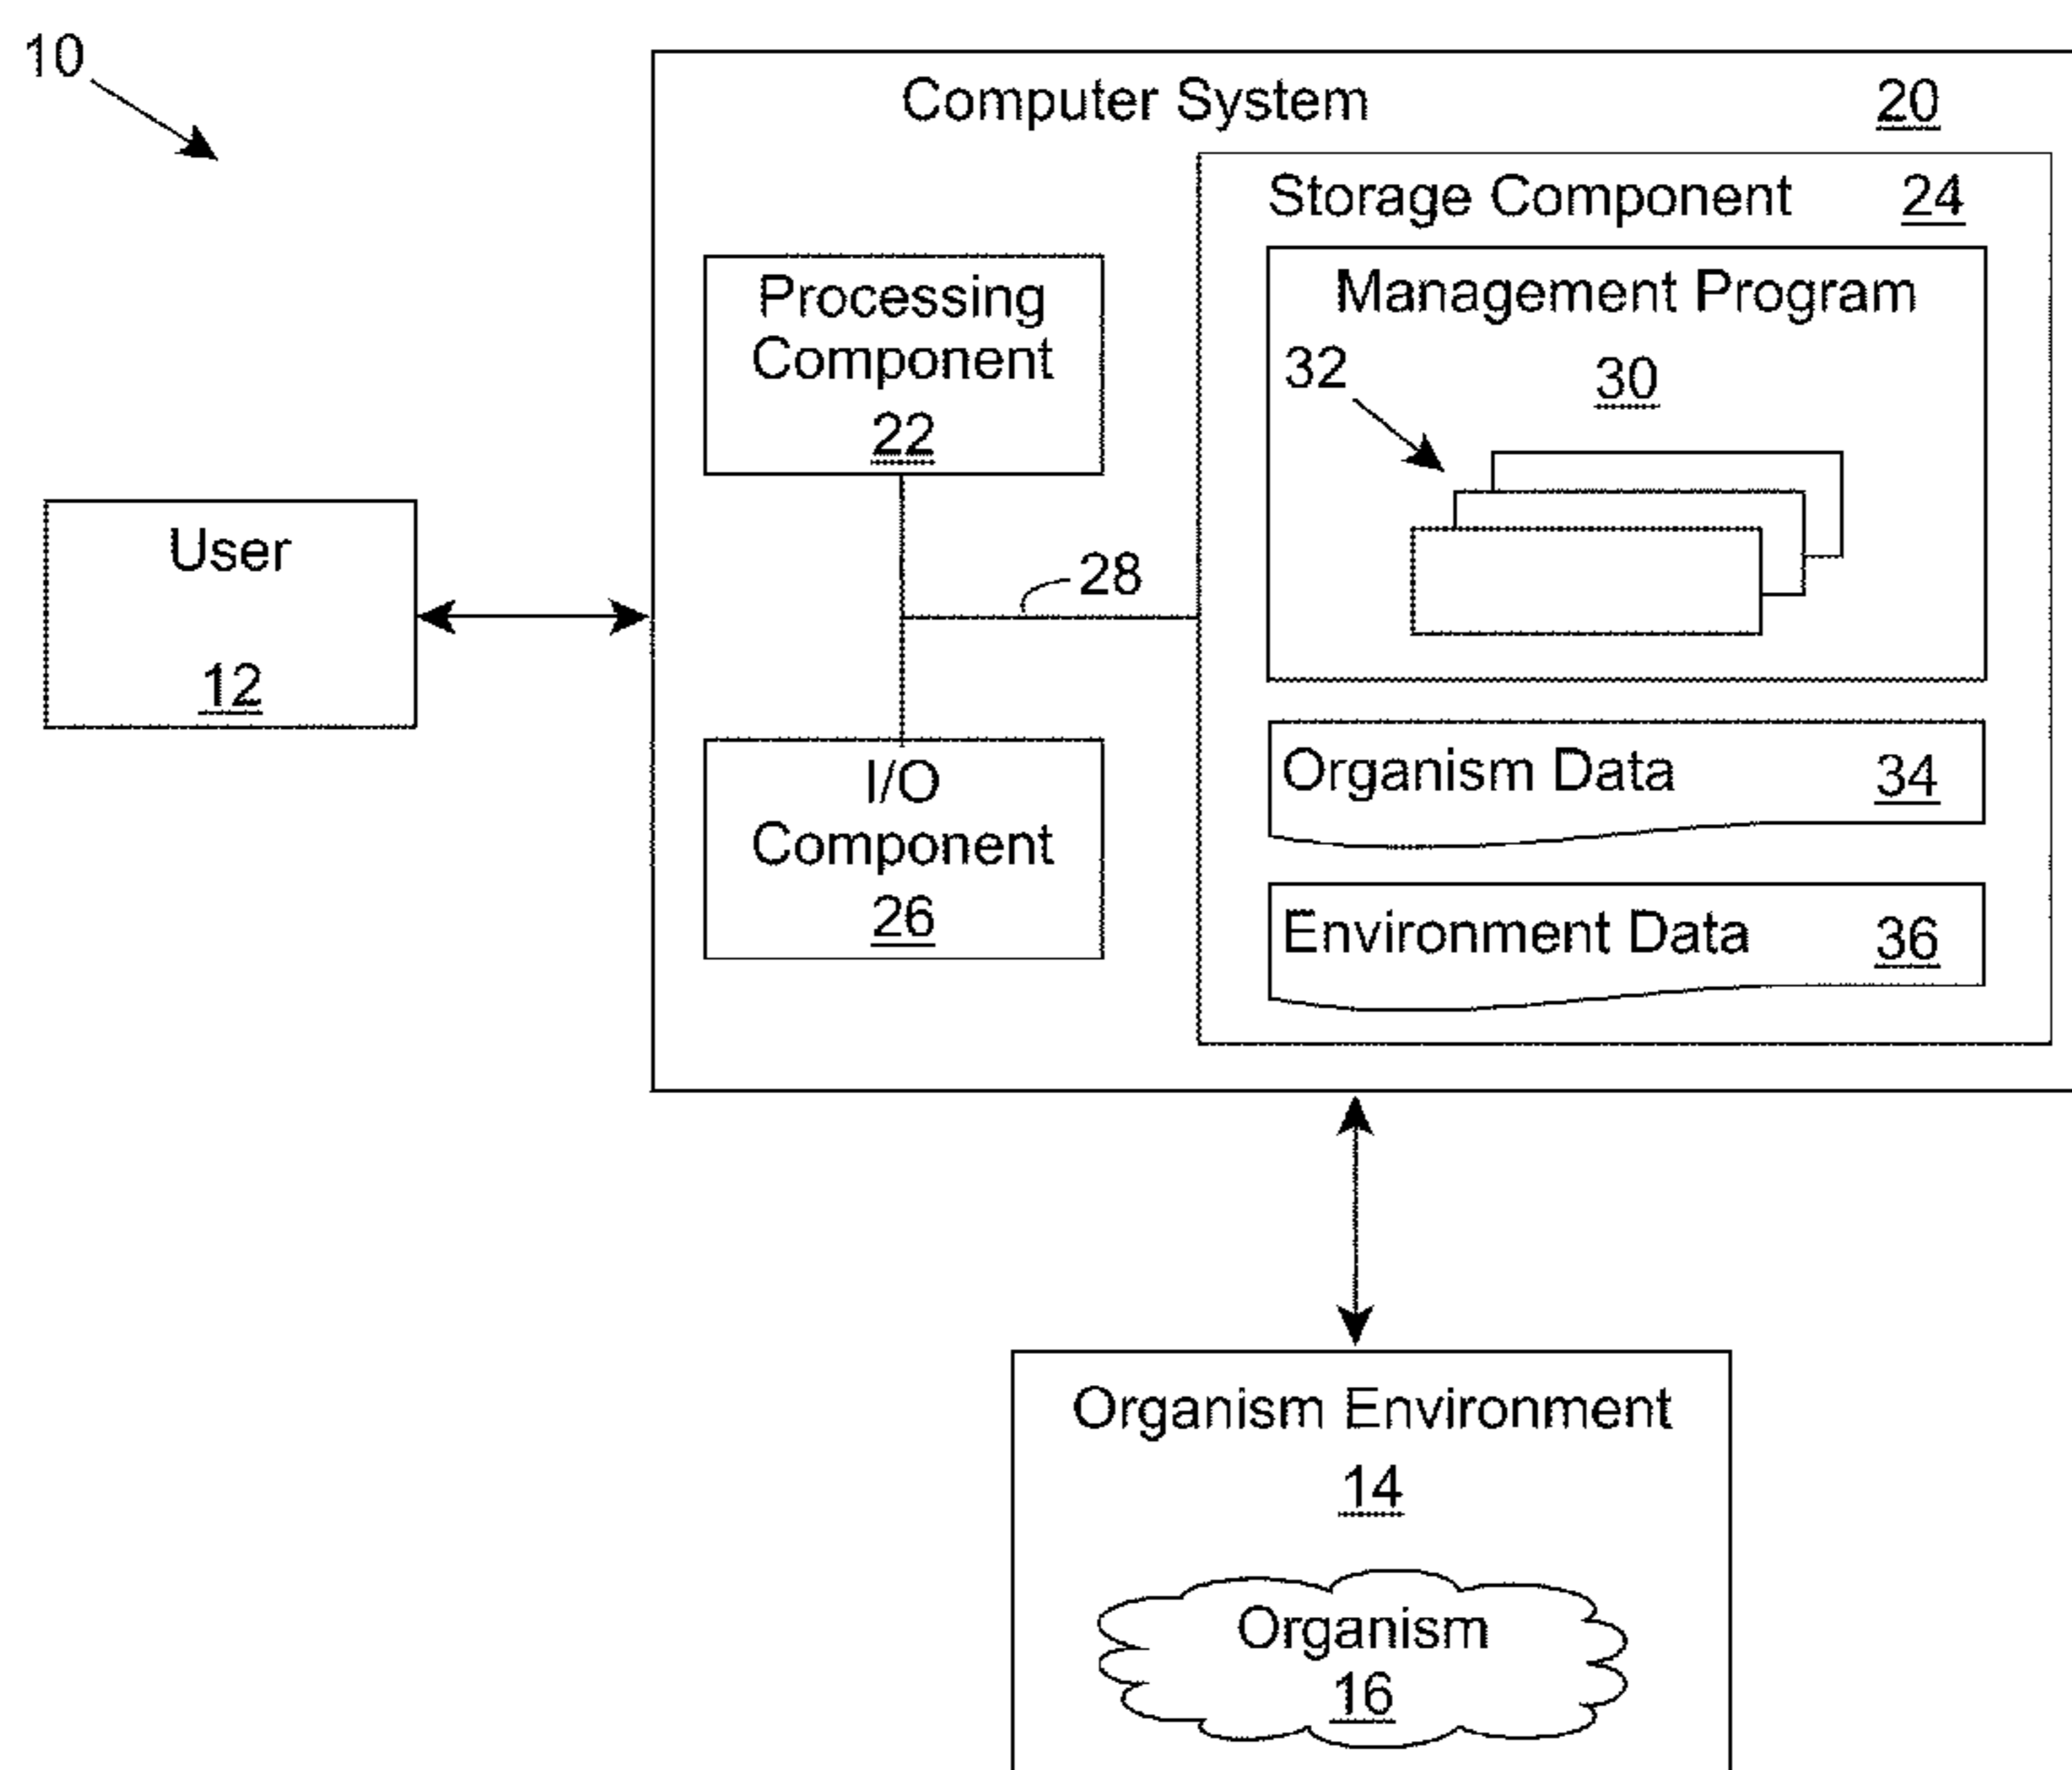 10
Computer System 20
Storage Component 24
Processing
Component
22
Management Program
32
30
User
12
28
I/O
Component
26
Organism Data 34
Environment Data 36
Organism Environment
14
Organism
16